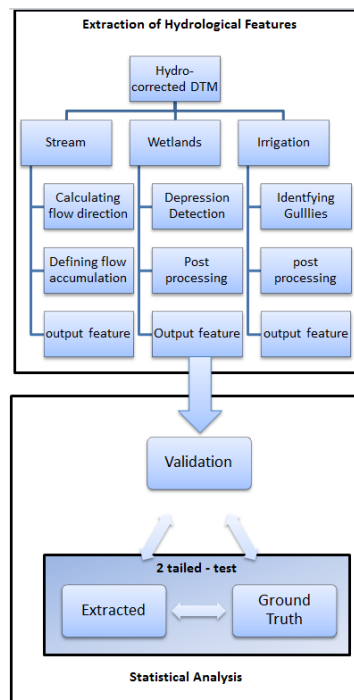 Extraction of Hydrological Features
Hydro-
corrected DTM
Stream
Wetlands
Irrigation
Calculating
flow direction
Depression
Detection
Identfying
Gulllies
Defining flow
accumulation
Post
processing
post
processing
output feature
Output feature
output feature
Validation
2 tailed - test
Extracted
Ground
Truth
Statistical Analysis